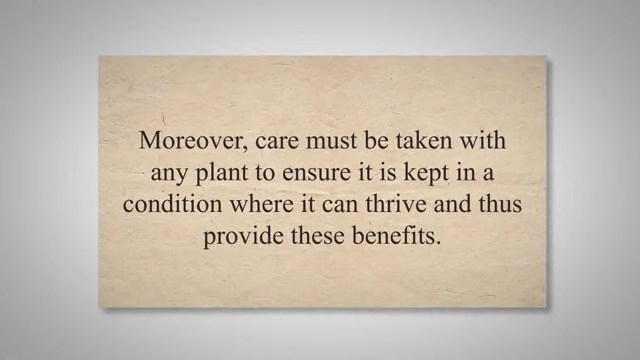 Moreover, care must be taken with
any plant to ensure it is kept in a
condition where it can thrive and thus
provide these benefits.